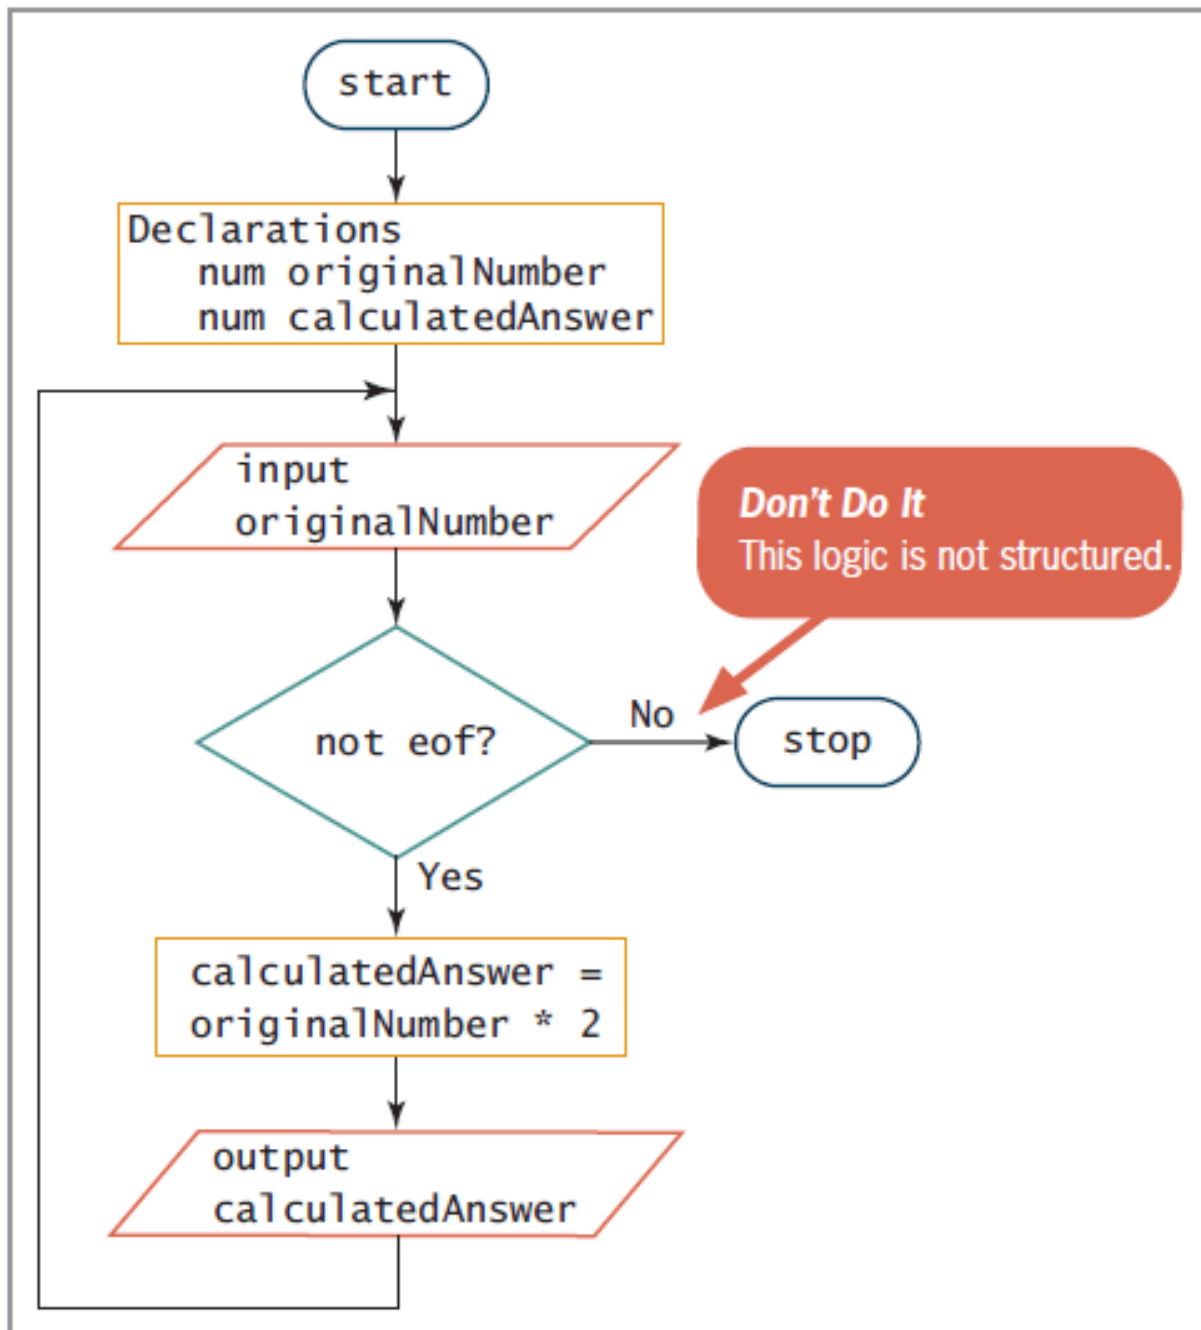 start
Declarations
num originalNumber
num calculatedAnswer
input
originalNumber
Don't Do It
This logic is not structured.
not eof?
No
stop
Yes
calculatedAnswer =
originalNumber * 2
output
calculatedAnswer